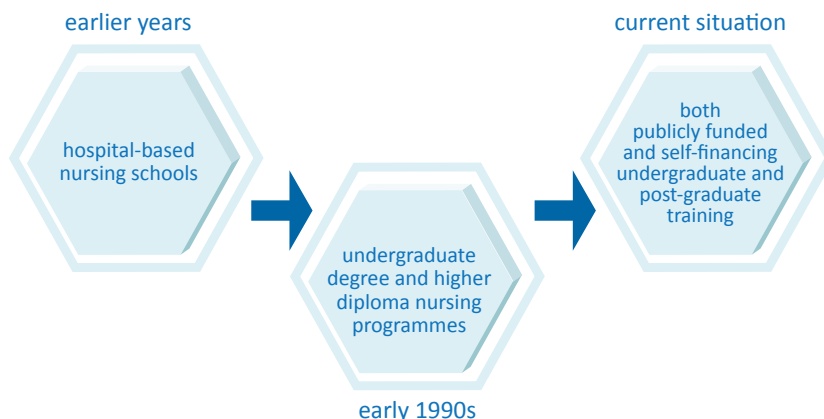 earlier years
hospital-based
nursing schools
undergraduate
degree and higher
diploma nursing
programmes
early 1990s
current situation
both
publicly funded
and self-financing
undergraduate and
post-graduate
training